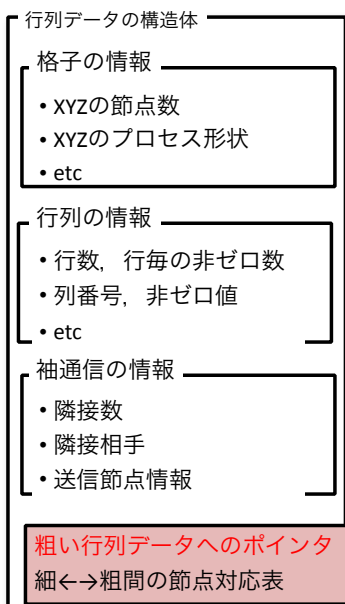 行列データの構造体
格子の情報
• XYZの節点数
• XYZのプロセス形状
• etc
行列の情報
• 行数，行毎の非ゼロ数
• 列番号，非ゼロ値
• etc
袖通信の情報
• 隣接数
• 隣接相手
• 送信節点情報
粗い行列データへのポインタ
細←→粗間の節点対応表